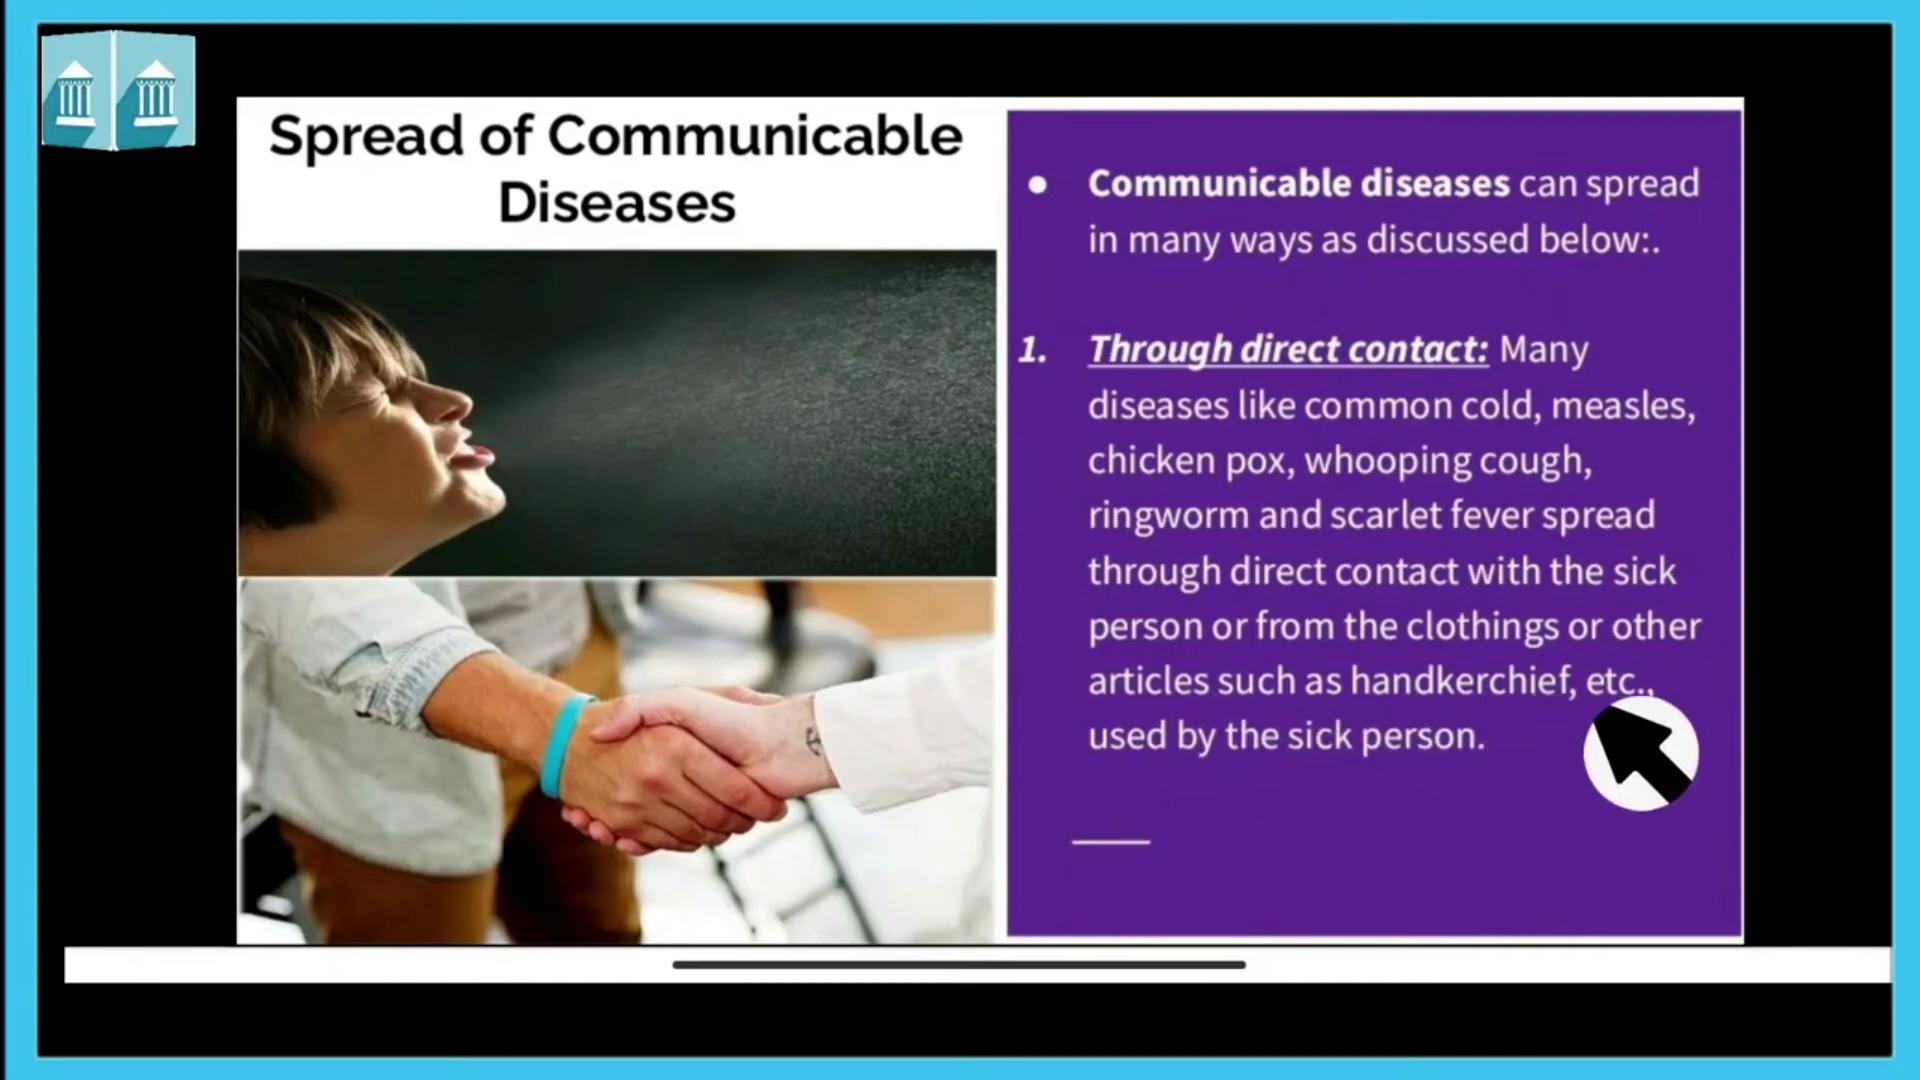 Spread of Communicable
Diseases
● Communicable diseases can spread
in many ways as discussed below:.
1. Through direct contact: Many
diseases like common cold, measles,
chicken pox, whooping cough,
ringworm and scarlet fever spread
through direct contact with the sick
person or from the clothings or other
articles such as handkerchief, etc.,
used by the sick person.